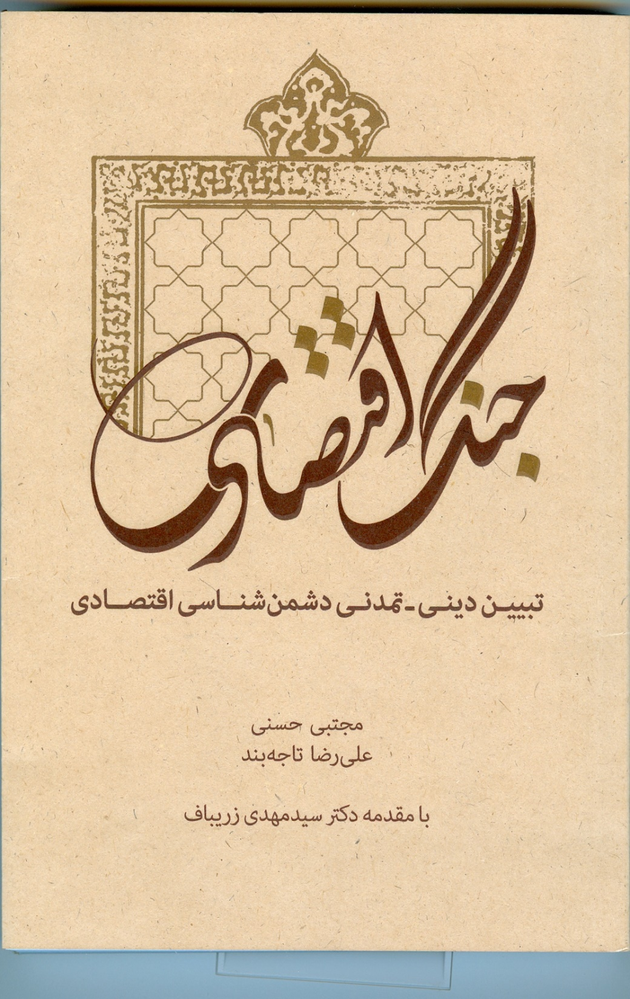 جنگ اقتصادی
تبیین دینی-تمدنی دشمن‌شناسی اقتصادی
مجتبی حسنی
علی‌رضا تاجه‌بند
با مقدمه دکتر سیدمهدی زریباف